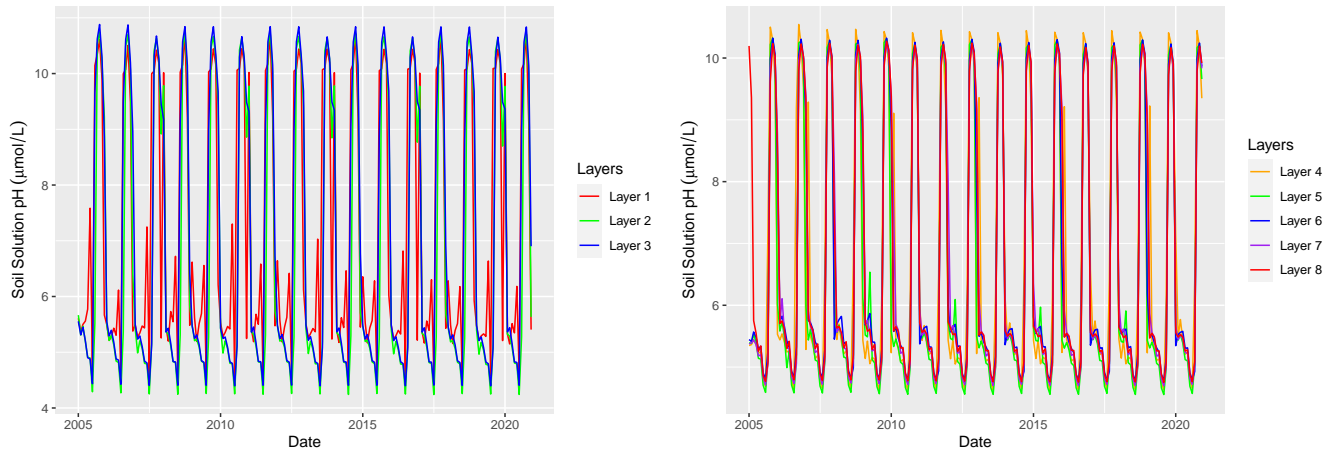 Soil Solution pH (μmol/L)
10
8
6
4
2005
2010
2015
2020
Date
Layers
Layer 1
Layer 2
Layer 3
Soil Solution pH (μmol/L)
10
8
6
2005
2010
2015
2020
Date
Layers
Layer 4
Layer 5
Layer 6
Layer 7
Layer 8